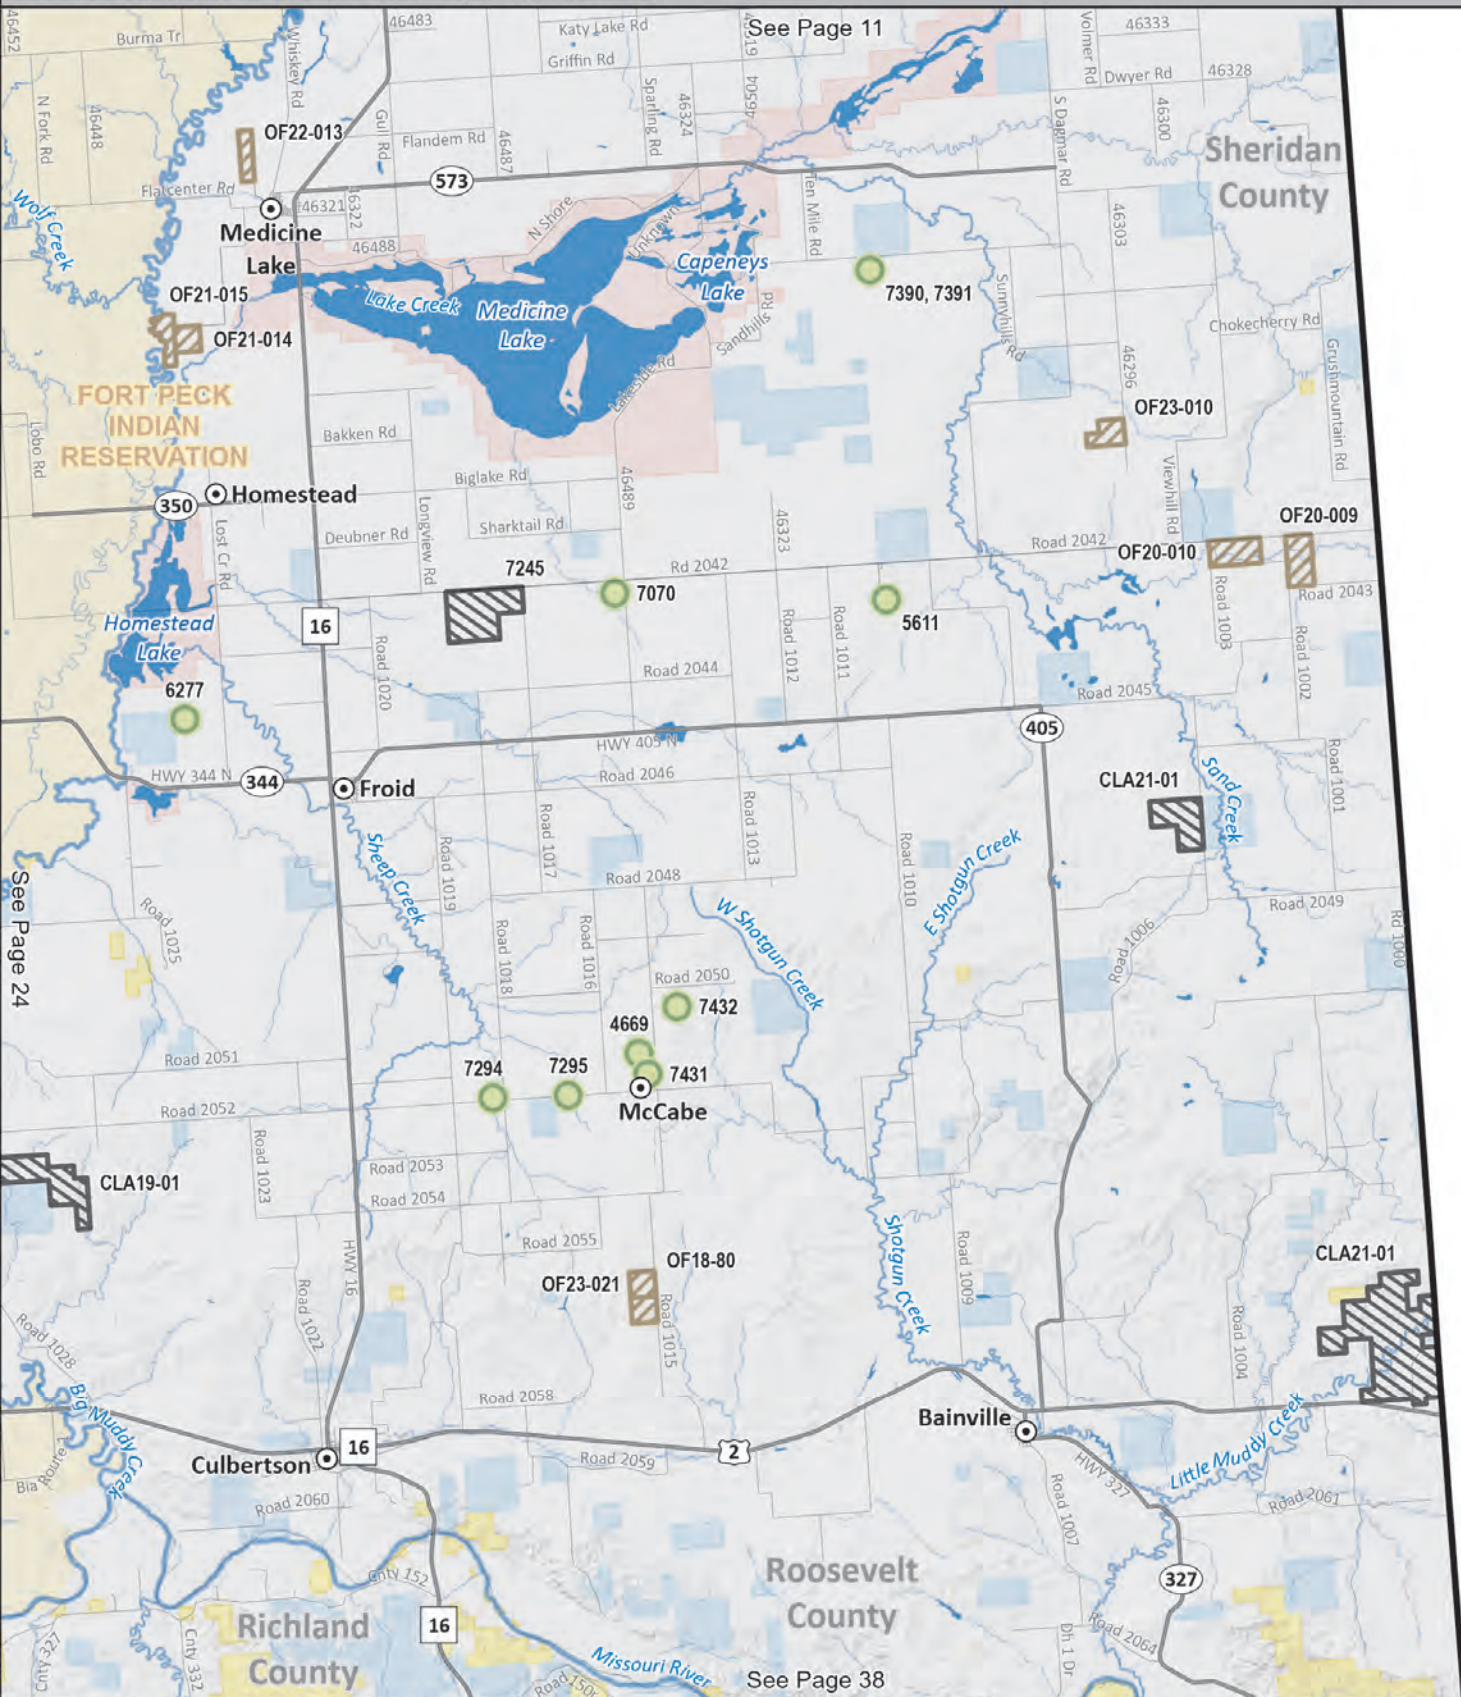 46452
Burma Tr
Whiskey Rd
46483
Katy Lake Rd
See Page 11
Griffin Rd
Volmer Rd
46333
Dwyer Rd
46328
N Fork Rd
46448
Gull Rd
Sparling Rd
46324
46504
S Dagmar Rd
46300
OF22-013
Flandem Rd
46487
Sheridan
County
573
Flatcenter Rd
46321
46322
Medicine
Lake
46488
N Shore
Unknown
Ten Mile Rd
46303
Wolf Creek
Capeneys
Lake
7390, 7391
OF21-015
Lake Creek
Medicine
Lake
Sandhills Rd
Sunnyhills Rd
Chokecherry Rd
OF21-014
Lakeside Rd
46296
Grushmountain Rd
FORT PECK
INDIAN
RESERVATION
OF23-010
Lobo Rd
Bakken Rd
Biglake Rd
46489
Viewhill Rd
350
Homestead
Lost Cr Rd
Longview Rd
Sharktail Rd
46323
OF20-009
Deubner Rd
Road 2042
OF20-010
7245
Rd 2042
7070
5611
Road 1003
Road 2043
Homestead
Lake
16
Road 1020
Road 1012
Road 1011
Road 1002
Road 2044
6277
Road 2045
HWY 405 N
405
HWY 344 N
344
Froid
Road 2046
CLA21-01
Sand Creek
Road 1001
Sheep Creek
Road 1019
Road 1017
Road 1013
Road 1010
E Shotgun Creek
See Page 24
Road 2048
Road 2049
Road 1025
Road 1018
Road 1016
W Shotgun Creek
Road 1006
Rd 1000
Road 2050
7432
4669
Road 2051
7294
7295
7431
McCabe
Road 2052
Road 1023
Road 2053
CLA19-01
Road 2054
Road 2055
HWY 16
Shotgun Creek
Road 1009
CLA21-01
OF18-80
OF23-021
Road 1022
Road 1015
Road 1004
Road 1028
Big Muddy Creek
Road 2058
Bainville
Culbertson
16
2
Little Muddy Creek
Bia Route
Road 2059
HWY 327
Road 2060
Road 1007
Road 2061
Cnty 152
Roosevelt
County
327
Richland
County
16
Cnty 327
Cnty 332
Missouri River
Dh 1 Dr
Road 2064
See Page 38